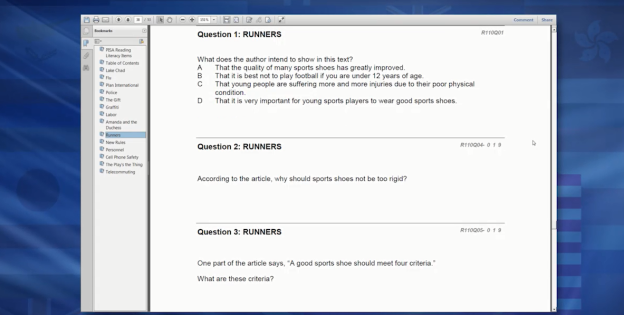 Comment
Share
Bookmarks
Question 1: RUNNERS
R110Q01
PISA Reading
Literacy Items
Table of Contents
Lake Chad
Flu
Plan International
Police
The Gift
Graffiti
Labor
Amanda and the
Duchess
Runners
New Rules
Personnel
Cell Phone Safety
The Play's the Thing
Telecommuting
What does the author intend to show in this text?
A That the quality of many sports shoes has greatly improved.
B That it is best not to play football if you are under 12 years of age.
C That young people are suffering more and more injuries due to their poor physical
condition.
D That it is very important for young sports players to wear good sports shoes.
Question 2: RUNNERS
R110Q04- 0 1 9
According to the article, why should sports shoes not be too rigid?
Question 3: RUNNERS
R110Q05- 0 1 9
One part of the article says, “A good sports shoe should meet four criteria.”
What are these criteria?